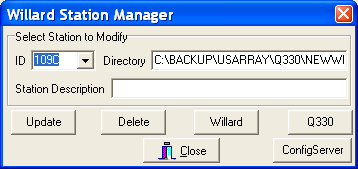 Willard Station Manager
Select Station to Modify
ID 109C Directory C:\BACKUP\USARRAY\Q330\NEWWI
Station Description
Update Delete Willard Q330
Close ConfigServer